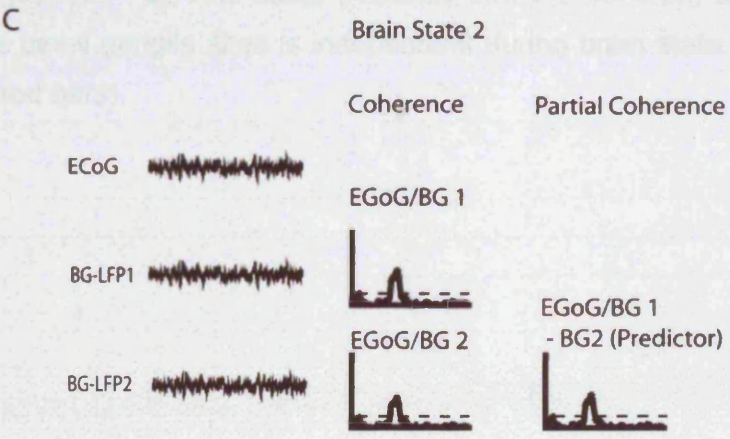 C
Brain State 2
Coherence
Partial Coherence
ECoG
EGoG/BG 1
BG-LFP1
EGoG/BG 1
- BG2 (Predictor)
EGoG/BG 2
BG-LFP2